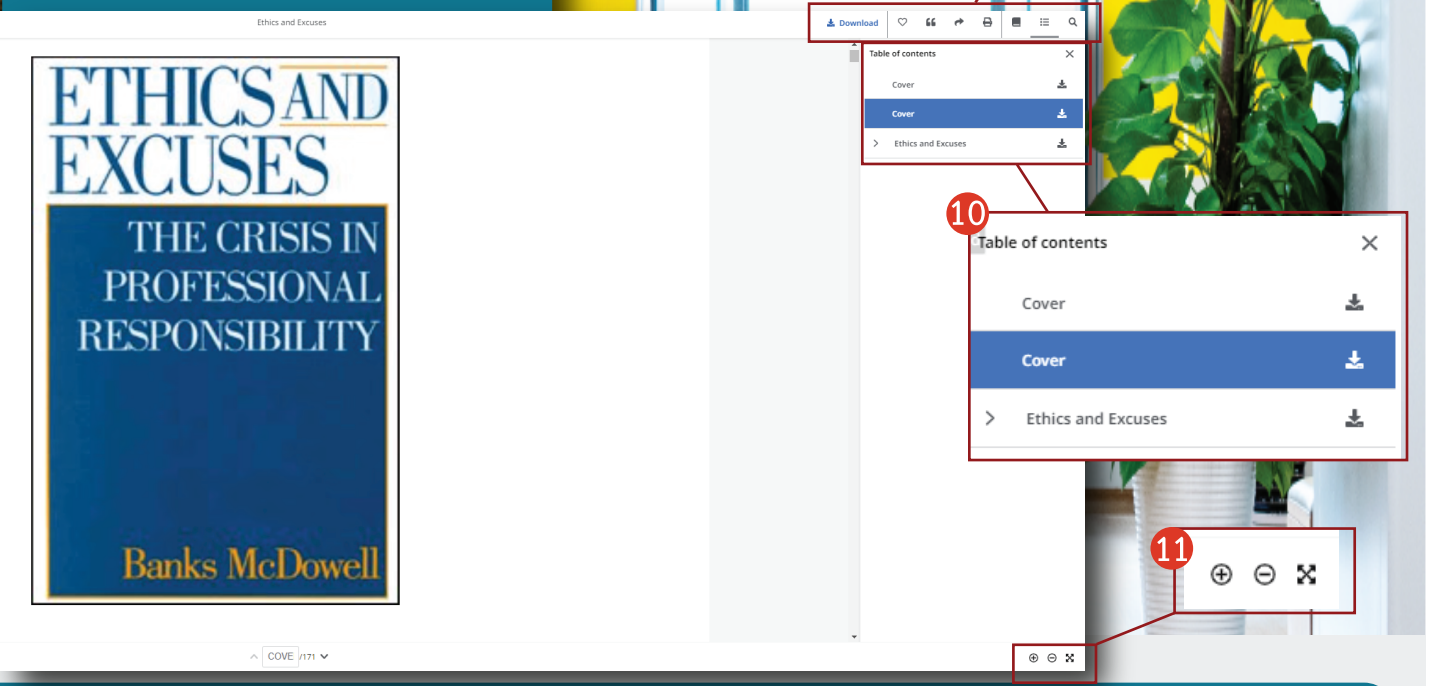 Ethics and Excuses
Download
ETHICS AND
EXCUSES
THE CRISIS IN
PROFESSIONAL
RESPONSIBILITY
Banks McDowell
Table of contents
Cover
Cover
Ethics and Excuses
10
Table of contents
Cover
Cover
Ethics and Excuses
11
COVE /171